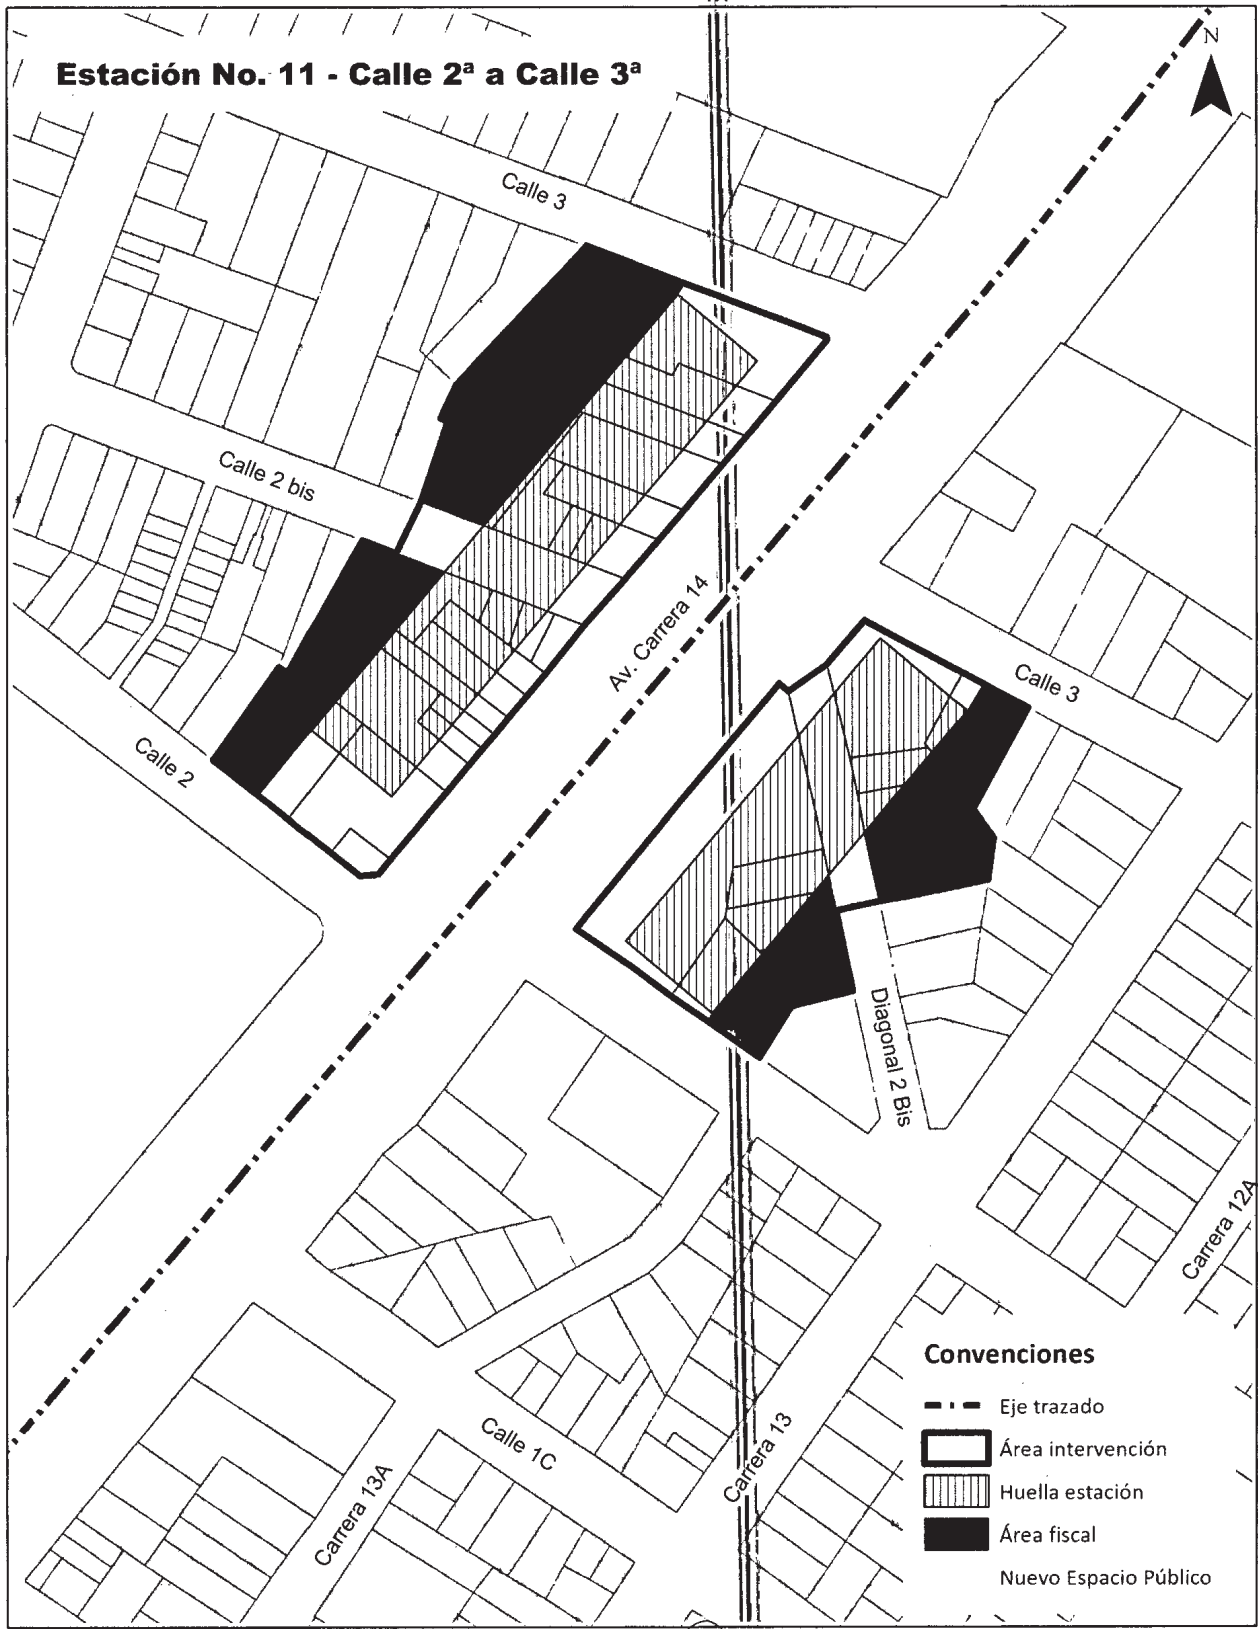 N
Estación No. 11 - Calle 2ª a Calle 3ª
Calle 3
Calle 2 bis
Av. Carrera 14
Calle 3
Calle 2
Diagonal 2 Bis
Carrera 12A
Calle 1C
Carrera 13
Carrera 13A
Convenciones
Eje trazado
Área intervención
Huella estación
Área fiscal
Nuevo Espacio Público